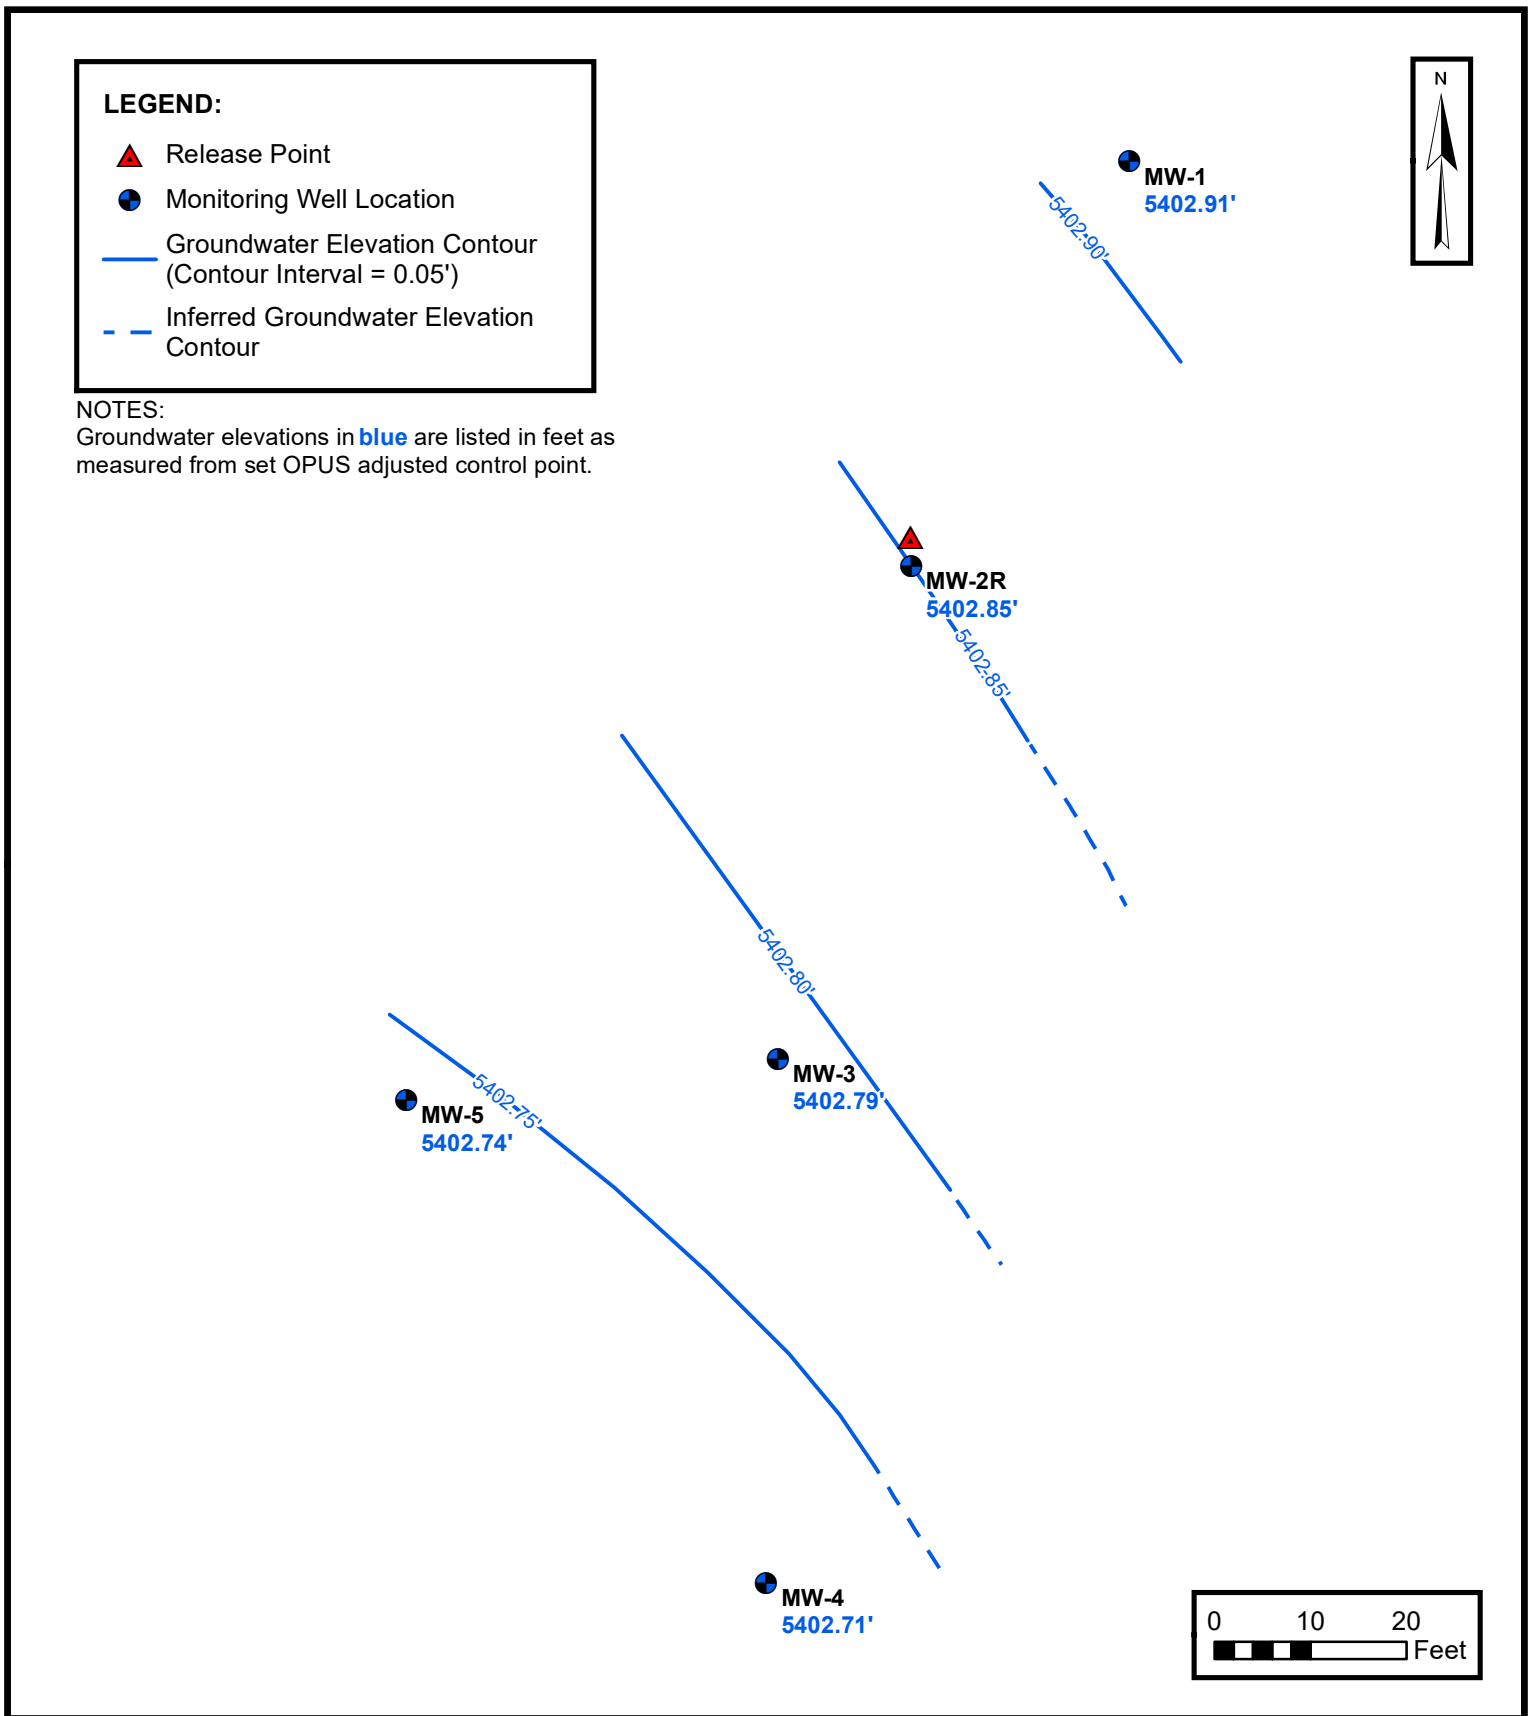 LEGEND:
Release Point
Monitoring Well Location
Groundwater Elevation Contour
(Contour Interval = 0.05')
Inferred Groundwater Elevation
Contour
NOTES:
Groundwater elevations in blue are listed in feet as
measured from set OPUS adjusted control point.
N
MW-1
5402.91'
5402.90'
MW-2R
5402.85'
5402.85'
5402.80'
MW-3
5402.79'
5402.75'
MW-5
5402.74'
MW-4
5402.71'
0 10 20
Feet